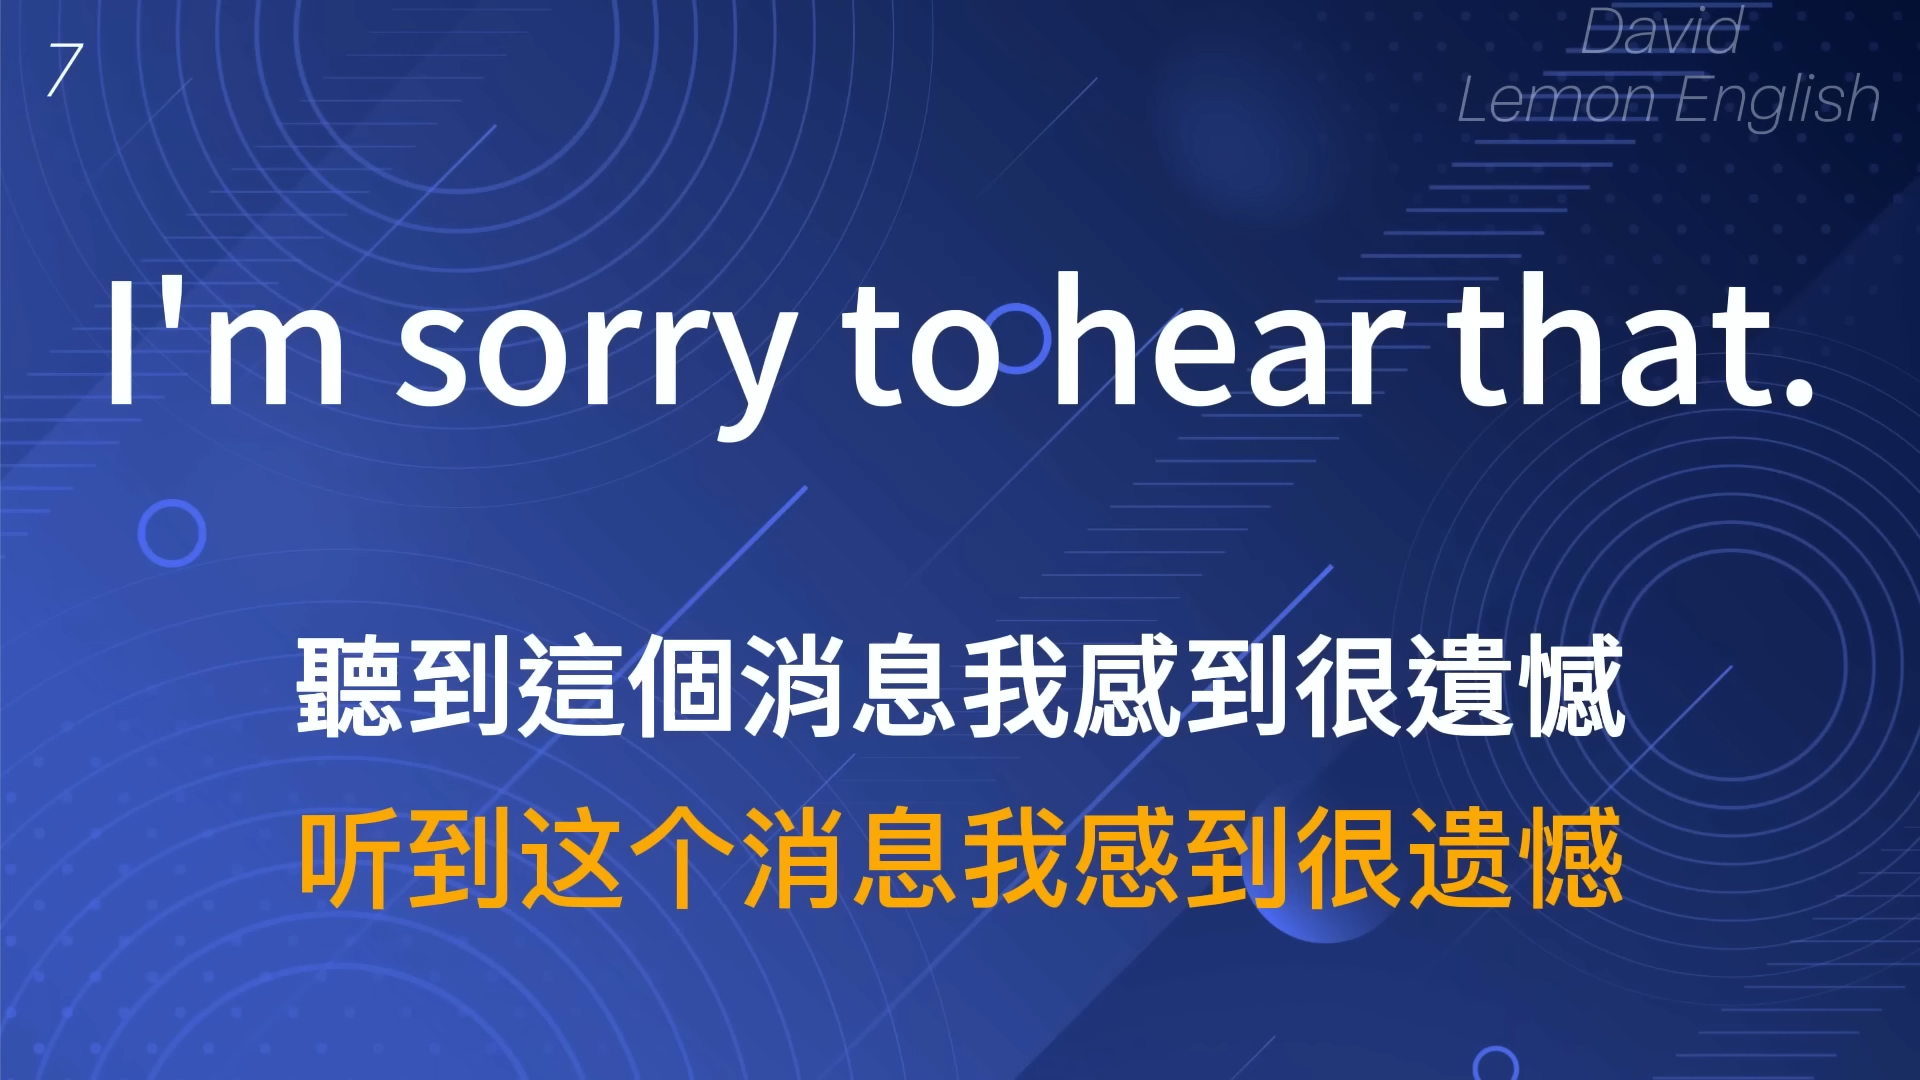 7
David
Lemon English
I'm sorry to hear that.
聽到這個消息我感到很遺憾
听到这个消息我感到很遗憾